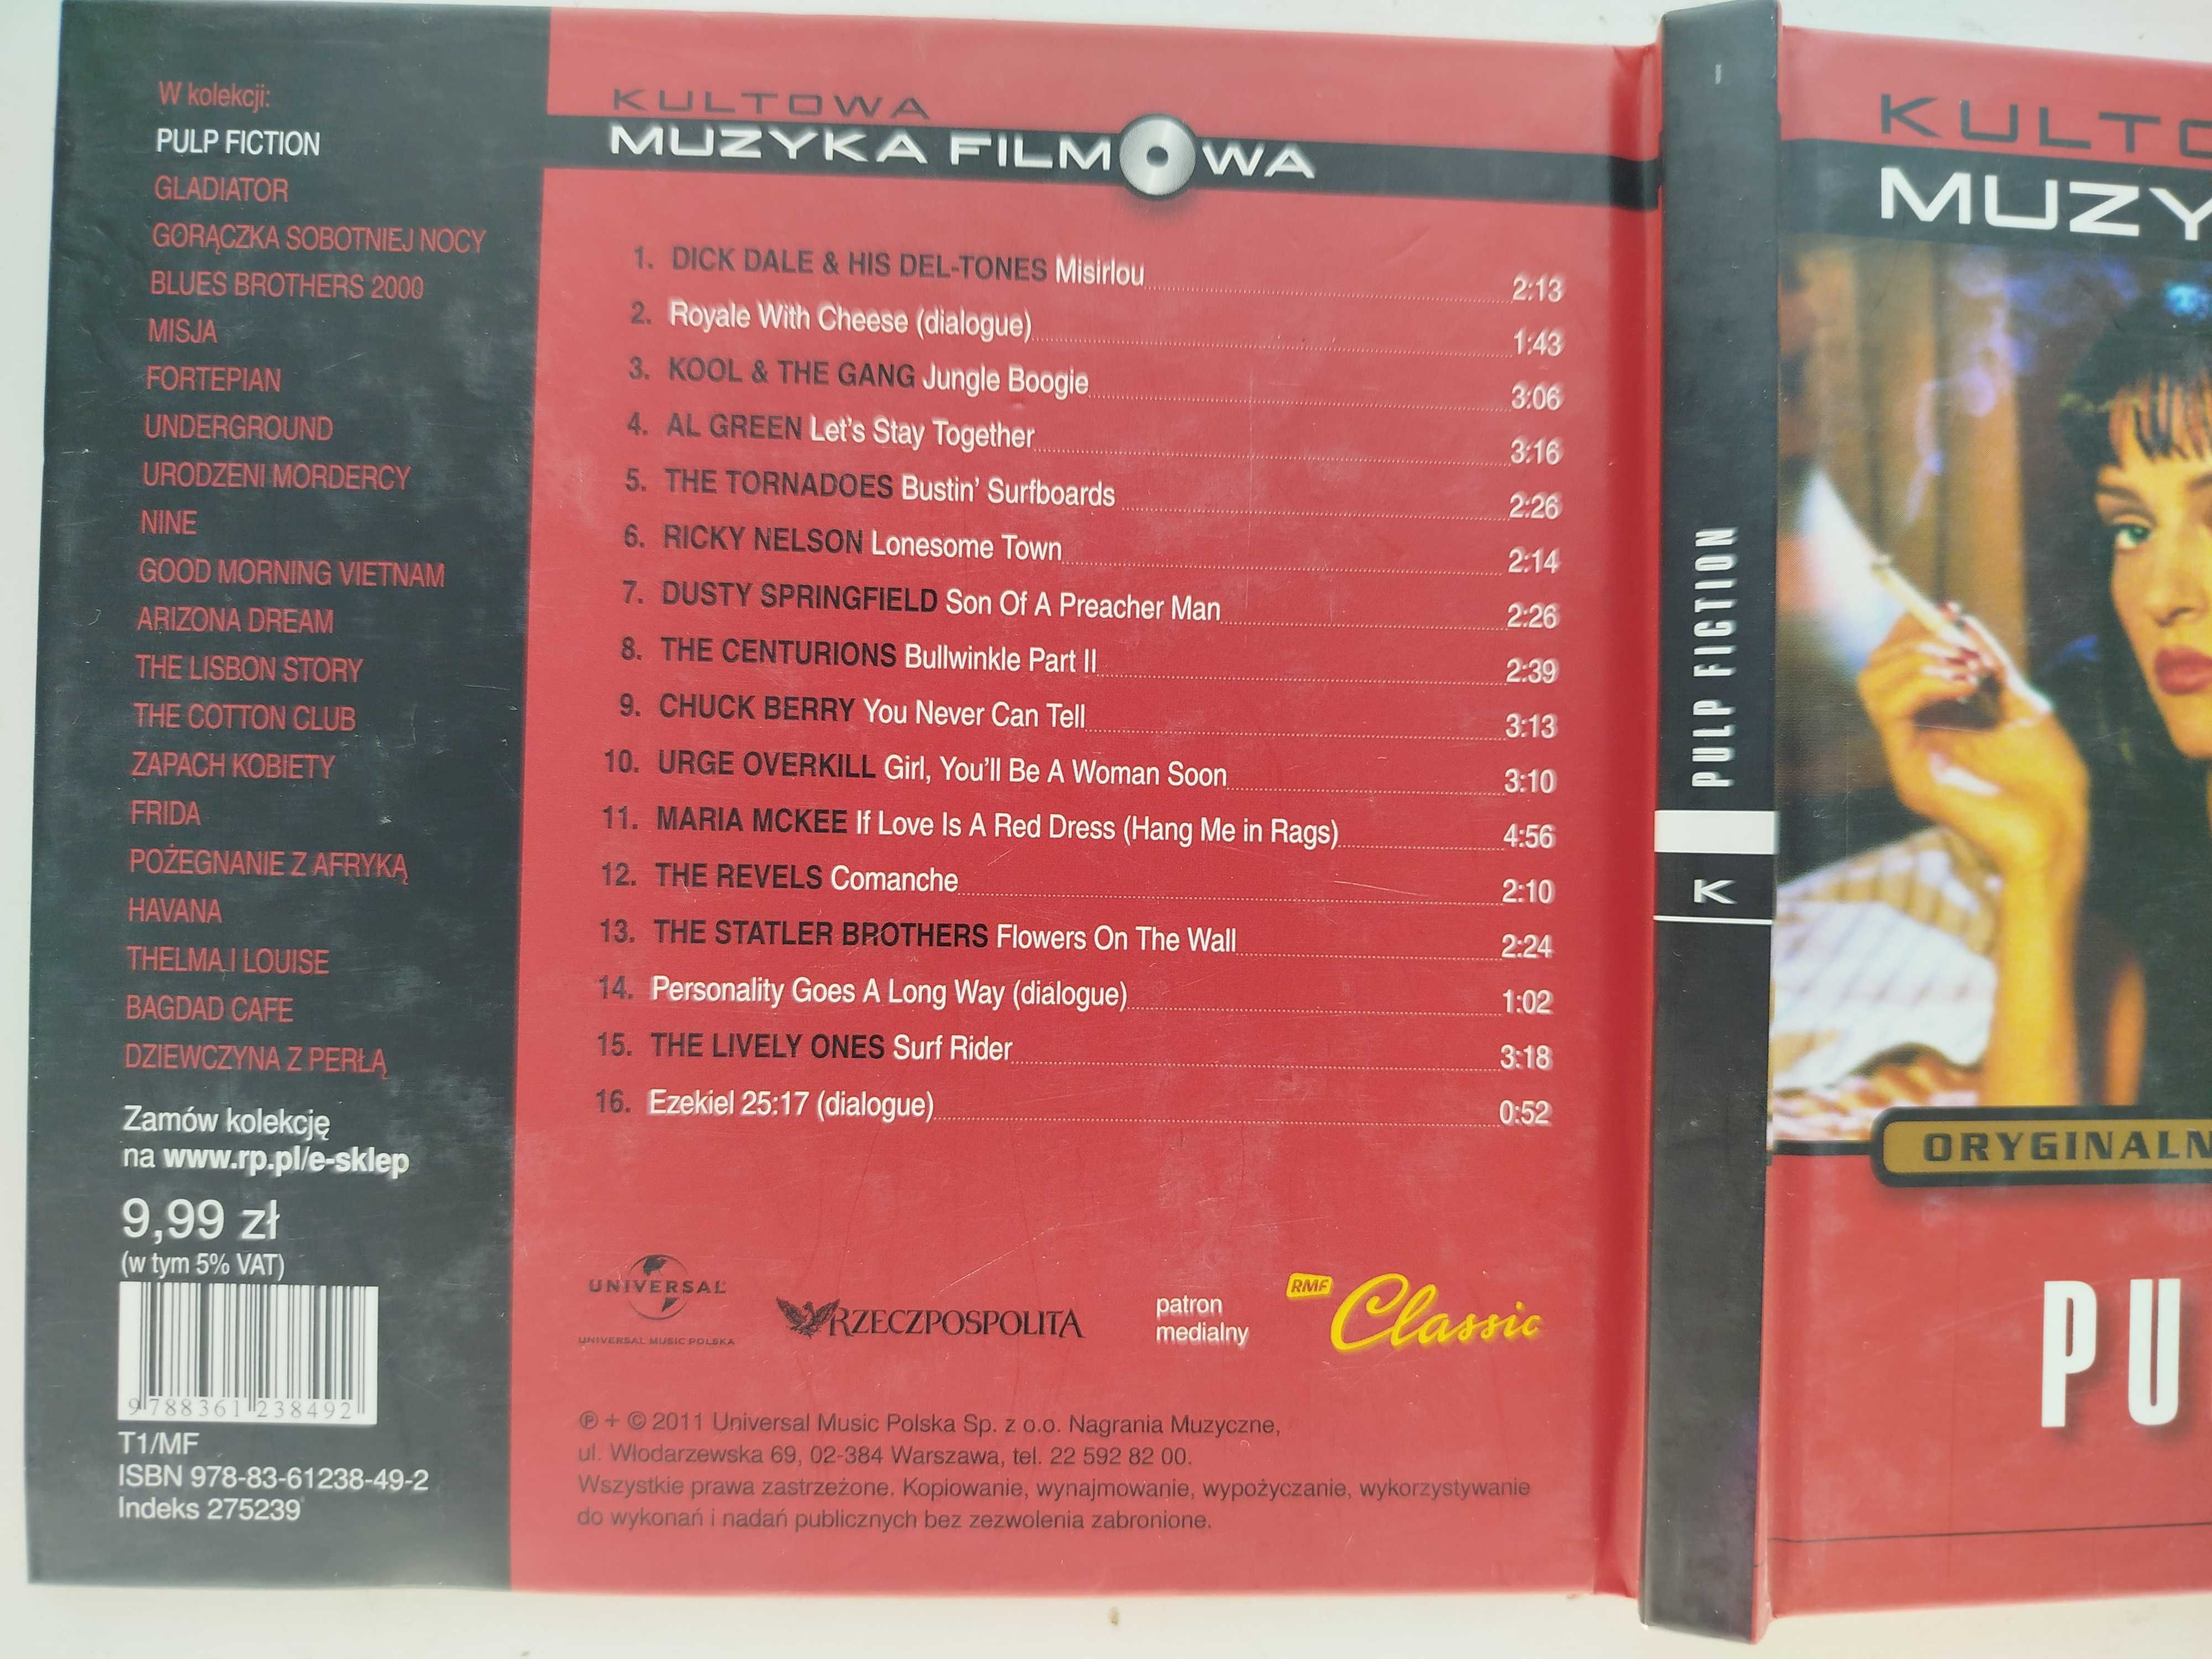 W kolekcji:
PULP FICTION
GLADIATOR
GORĄCZKA SOBOTNIEJ NOCY
BLUES BROTHERS 2000
MISJA
FORTEPIAN
UNDERGROUND
URODZENI MORDERCY
NINE
GOOD MORNING VIETNAM
ARIZONA DREAM
THE LISBON STORY
THE COTTON CLUB
ZAPACH KOBIETY
FRIDA
POŻEGNANIE Z AFRYKĄ
HAVANA
THELMA I LOUISE
BAGDAD CAFE
DZIEWCZYNA Z PERŁĄ
Zamów kolekcję
na www.rp.pl/e-sklep
9,99 zł
(w tym 5% VAT)
9788361238492
T1/MF
ISBN 978-83-61238-49-2
Indeks 275239
KULTOWA
MUZYKA FILMOWA
1. DICK DALE & HIS DEL-TONES Misirlou 2:13
2. Royale With Cheese (dialogue) 1:43
3. KOOL & THE GANG Jungle Boogie 3:06
4. AL GREEN Let's Stay Together 3:16
5. THE TORNADOES Bustin' Surfboards 2:26
6. RICKY NELSON Lonesome Town 2:14
7. DUSTY SPRINGFIELD Son Of A Preacher Man 2:26
8. THE CENTURIONS Bullwinkle Part II 2:39
9. CHUCK BERRY You Never Can Tell 3:13
10. URGE OVERKILL Girl, You'll Be A Woman Soon 3:10
11. MARIA MCKEE If Love Is A Red Dress (Hang Me in Rags) 4:56
12. THE REVELS Comanche 2:10
13. THE STATLER BROTHERS Flowers On The Wall 2:24
14. Personality Goes A Long Way (dialogue) 1:02
15. THE LIVELY ONES Surf Rider 3:18
16. Ezekiel 25:17 (dialogue) 0:52
UNIVERSAL
UNIVERSAL MUSIC POLSKA
RZECZPOSPOLITA
patron
medialny
RMF Classic
℗ + © 2011 Universal Music Polska Sp. z o.o. Nagrania Muzyczne,
ul. Włodarzewska 69, 02-384 Warszawa, tel. 22 592 82 00.
Wszystkie prawa zastrzeżone. Kopiowanie, wynajmowanie, wypożyczanie, wykorzystywanie
do wykonań i nadań publicznych bez zezwolenia zabronione.
1
PULP FICTION
K
KULTO
MUZY
ORYGINALN
PU